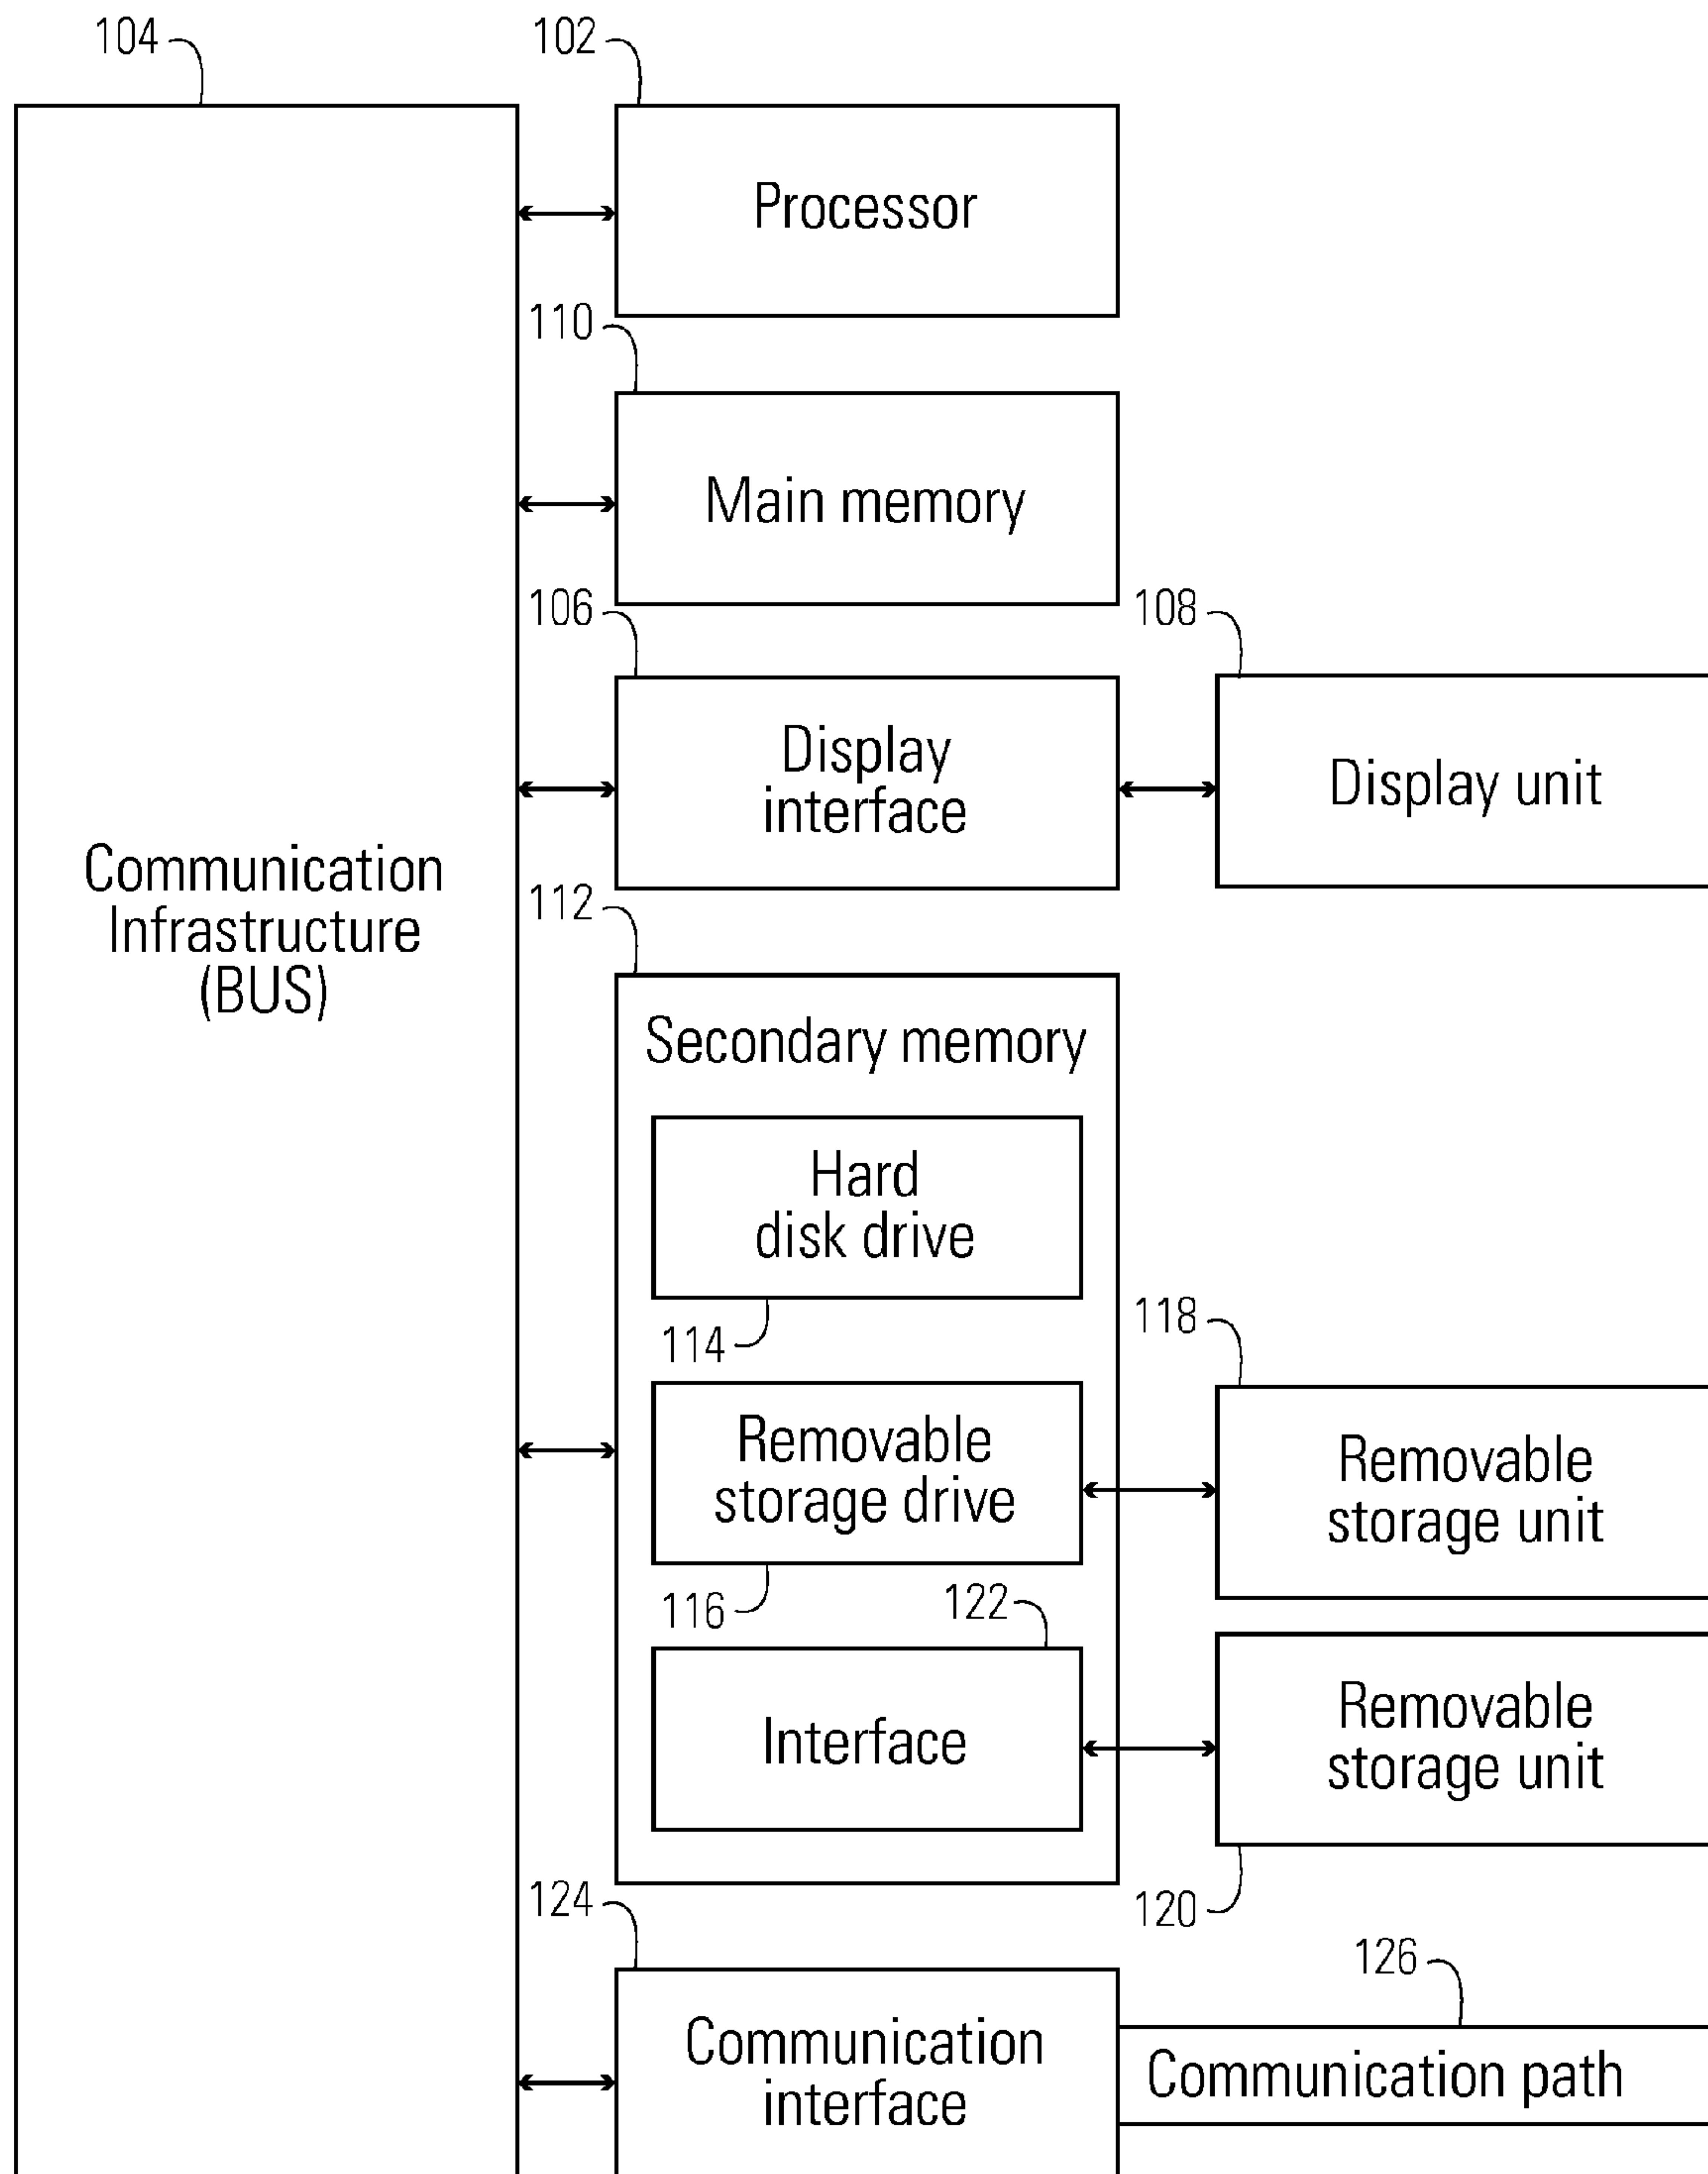 104
102
Processor
110
Main memory
106
108
Display
interface
Display unit
Communication
Infrastructure
(BUS)
112
Secondary memory
Hard
disk drive
114
118
Removable
storage drive
Removable
storage unit
116
122
Interface
Removable
storage unit
124
120
126
Communication
interface
Communication path